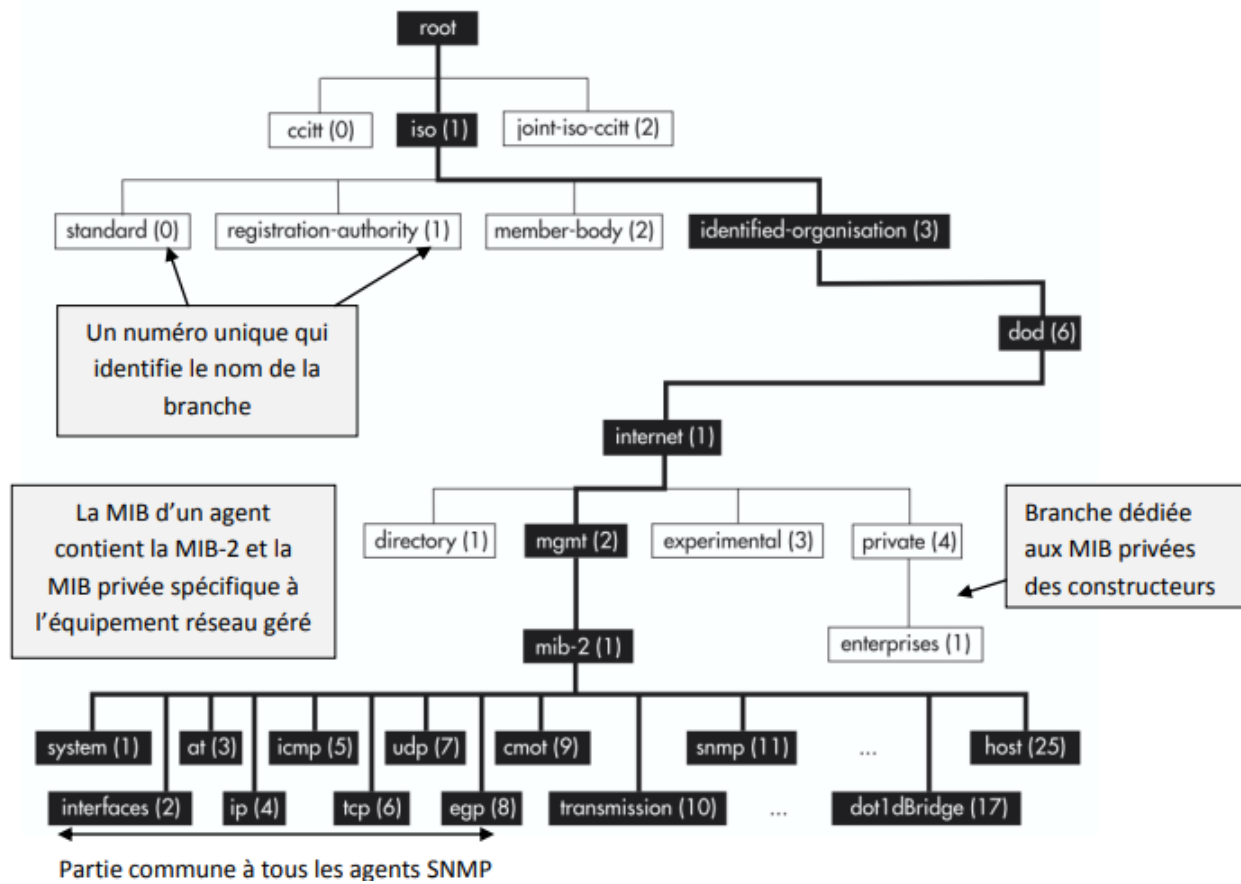 root
ccitt (0)
iso (1)
joint-iso-ccitt (2)
standard (0)
registration-authority (1)
member-body (2)
identified-organisation (3)
Un numéro unique qui
identifie le nom de la
branche
dod (6)
internet (1)
La MIB d’un agent
contient la MIB-2 et la
MIB privée spécifique à
l’équipement réseau géré
directory (1)
mgmt (2)
experimental (3)
private (4)
Branche dédiée
aux MIB privées
des constructeurs
mib-2 (1)
enterprises (1)
system (1)
at (3)
icmp (5)
udp (7)
cmot (9)
snmp (11)
...
host (25)
interfaces (2)
ip (4)
tcp (6)
egp (8)
transmission (10)
...
dot1dBridge (17)
Partie commune à tous les agents SNMP